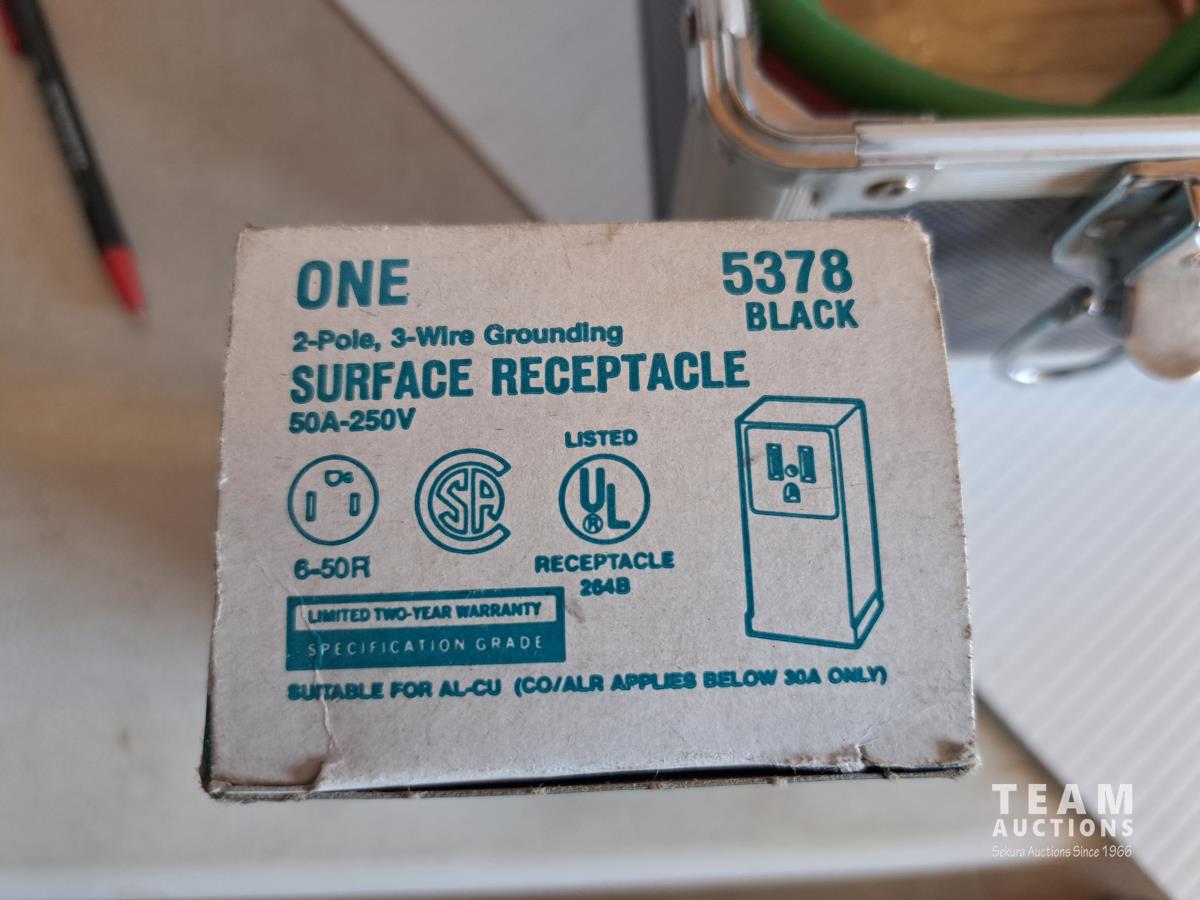 ONE
5378
BLACK
2-Pole, 3-Wire Grounding
SURFACE RECEPTACLE
50A-250V
LISTED
G
CSA
UL
®
6-50R
RECEPTACLE
264B
LIMITED TWO-YEAR WARRANTY
SPECIFICATION GRADE
SUITABLE FOR AL-CU (CO/ALR APPLIES BELOW 30A ONLY)
TEAM
AUCTIONS
Sekura Auctions Since 1966